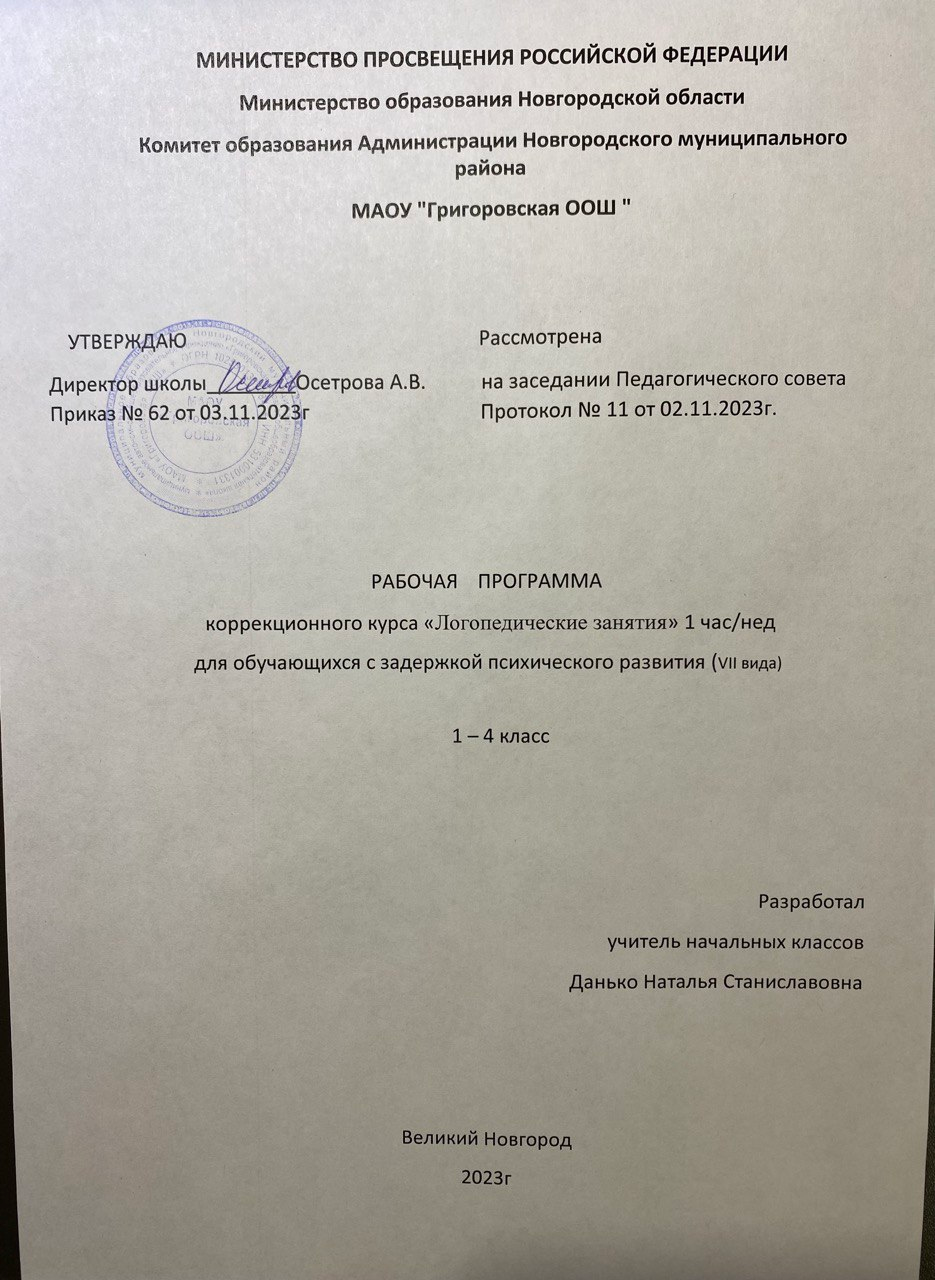 МИНИСТЕРСТВО ПРОСВЕЩЕНИЯ РОССИЙСКОЙ ФЕДЕРАЦИИ
Министерство образования Новгородской области
Комитет образования Администрации Новгородского муниципального
района
МАОУ "Григоровская ООШ "
УТВЕРЖДАЮ
Директор школы Осетрова А.В.
Приказ № 62 от 03.11.2023г
МАОУ
ООШ»
Рассмотрена
на заседании Педагогического совета
Протокол № 11 от 02.11.2023г.
РАБОЧАЯ ПРОГРАММА
коррекционного курса «Логопедические занятия» 1 час/нед
для обучающихся с задержкой психического развития (VII вида)
1 – 4 класс
Разработал
учитель начальных классов
Данько Наталья Станиславовна
Великий Новгород
2023г